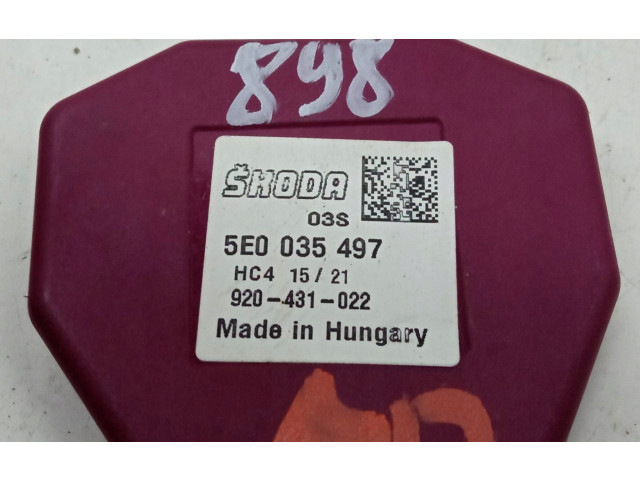 898
ŠKODA
03S
5E0 035 497
HC4 15/21
920-431-022
Made in Hungary